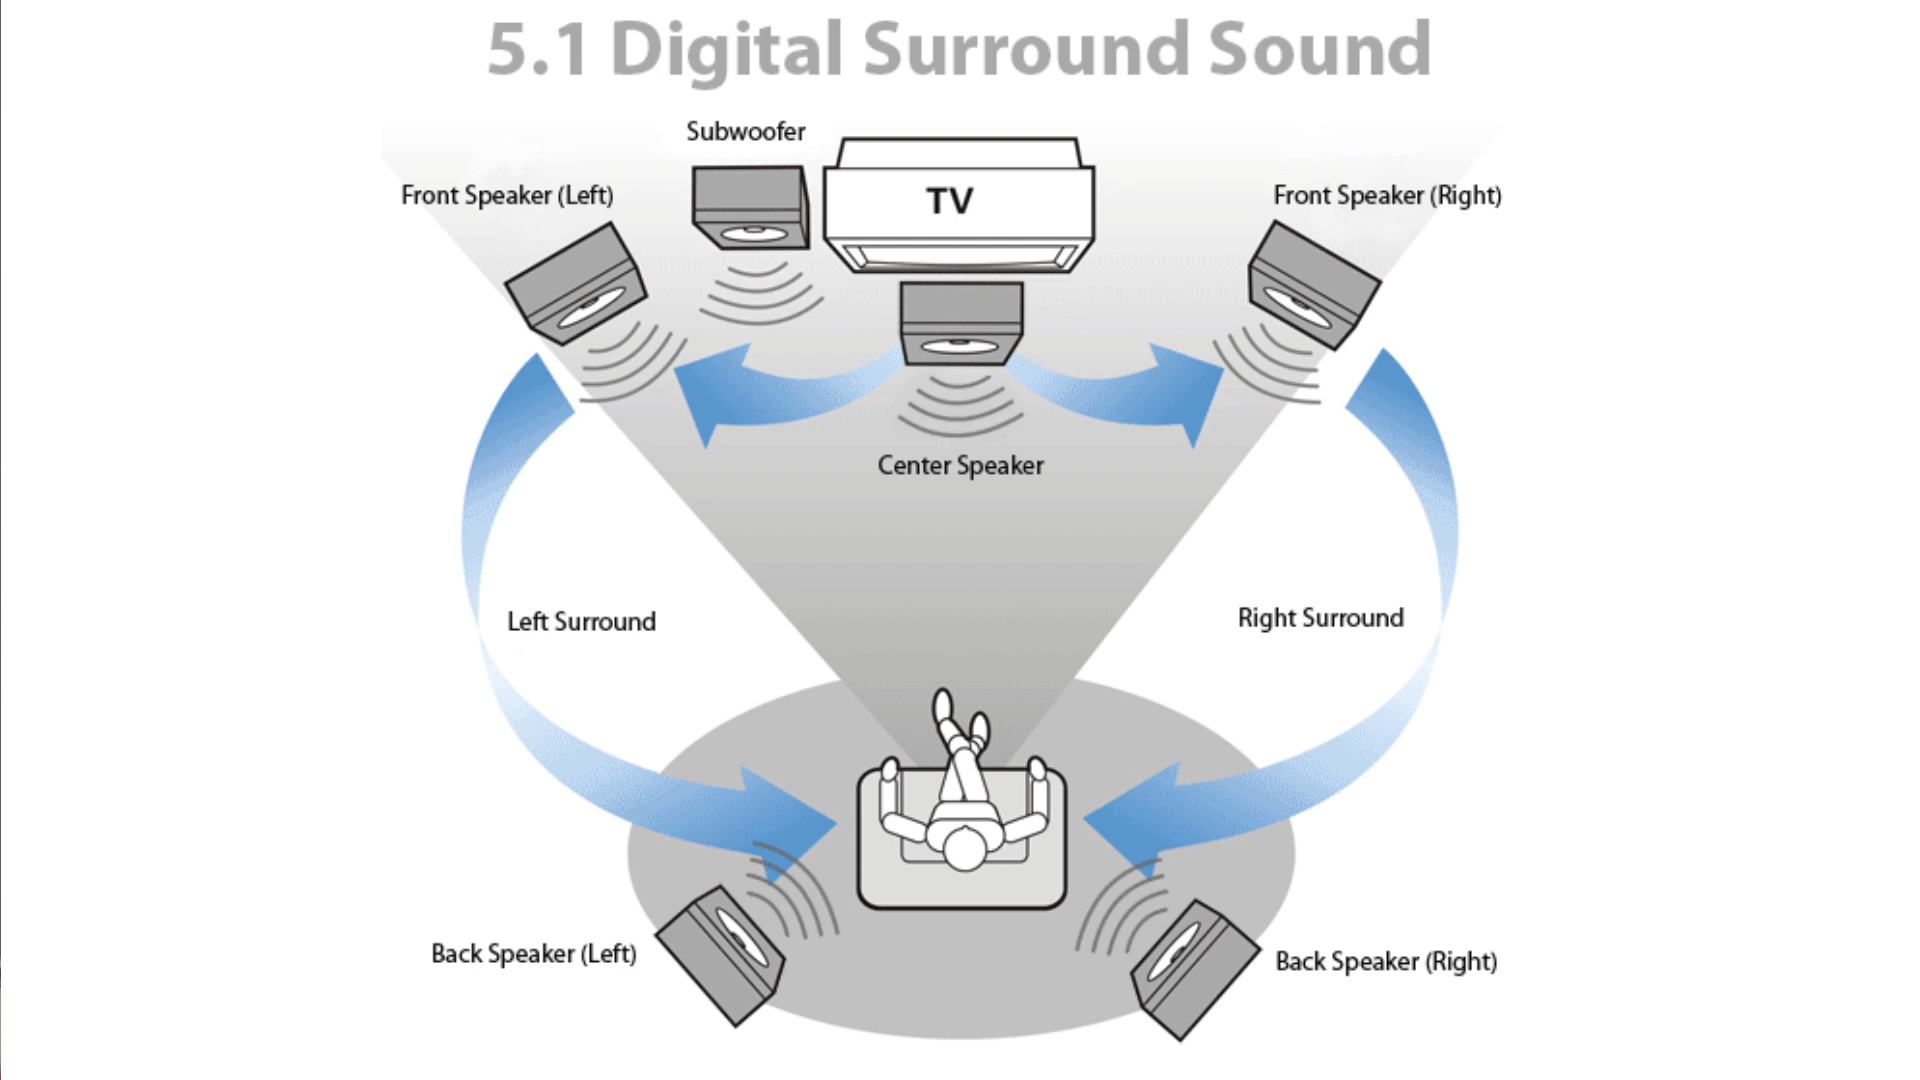 5.1 Digital Surround Sound
Subwoofer
Front Speaker (Left)
TV
Front Speaker (Right)
Center Speaker
Left Surround
Right Surround
Back Speaker (Left)
Back Speaker (Right)